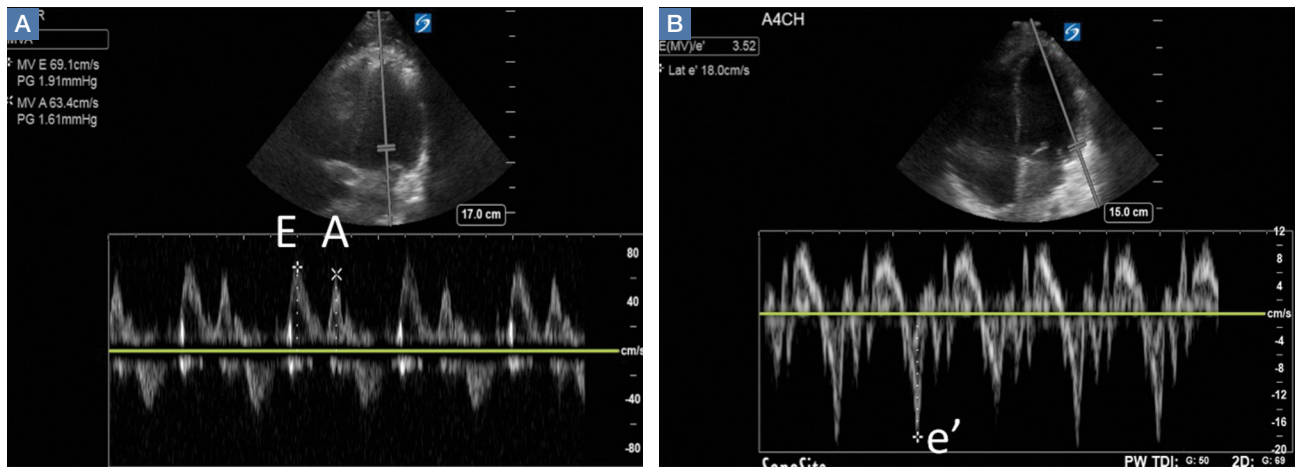 A
MV E 69.1cm/s
PG 1.91mmHg
MV A 63.4cm/s
PG 1.61mmHg
17.0 cm
E A
80
40
cm/s
-40
-80
B
A4CH
E(MV)/e' 3.52
Lat e' 18.0cm/s
15.0 cm
12
8
4
cm/s
-4
-8
-12
-16
-20
e'
SonoSite
PW TDI: G: 50 2D: G: 69